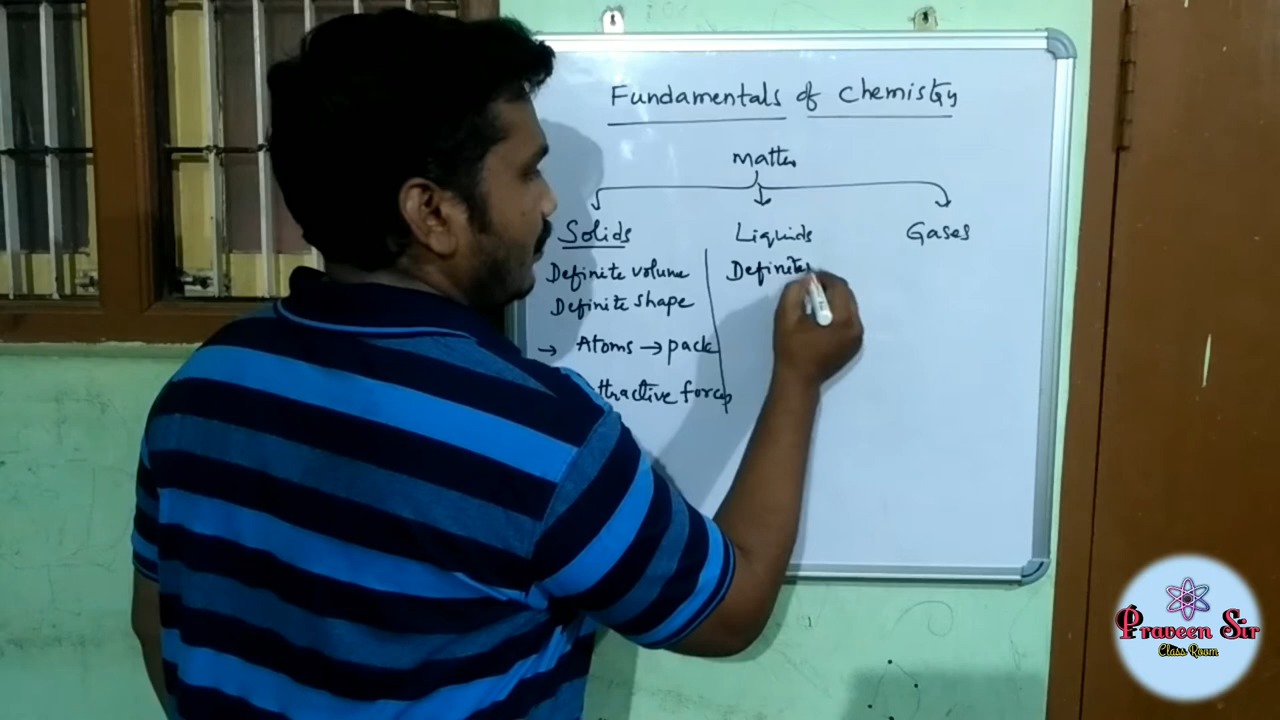 Fundamentals of chemistry
matter
Solids
Liquids
Gases
Definite volume
Definite shape
→ Atoms → pack
attractive forces
Definite
Praveen Sir
Class Room